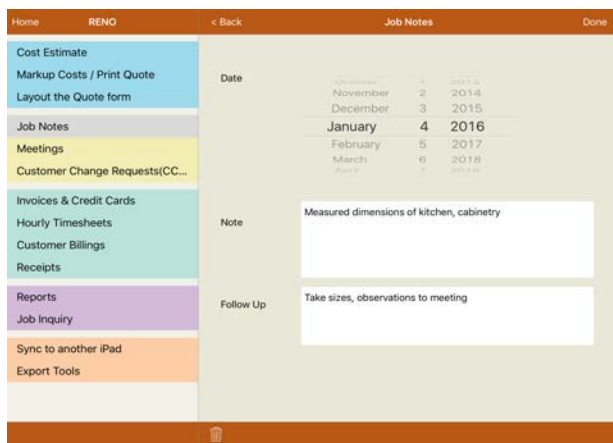 Home RENO < Back Job Notes Done
Cost Estimate
Markup Costs / Print Quote
Layout the Quote form
Job Notes
Meetings
Customer Change Requests(CC...
Invoices & Credit Cards
Hourly Timesheets
Customer Billings
Receipts
Reports
Job Inquiry
Sync to another iPad
Export Tools
Date
November 2 2014
December 3 2015
January 4 2016
February 5 2017
March 6 2018
Note
Measured dimensions of kitchen, cabinetry
Follow Up
Take sizes, observations to meeting